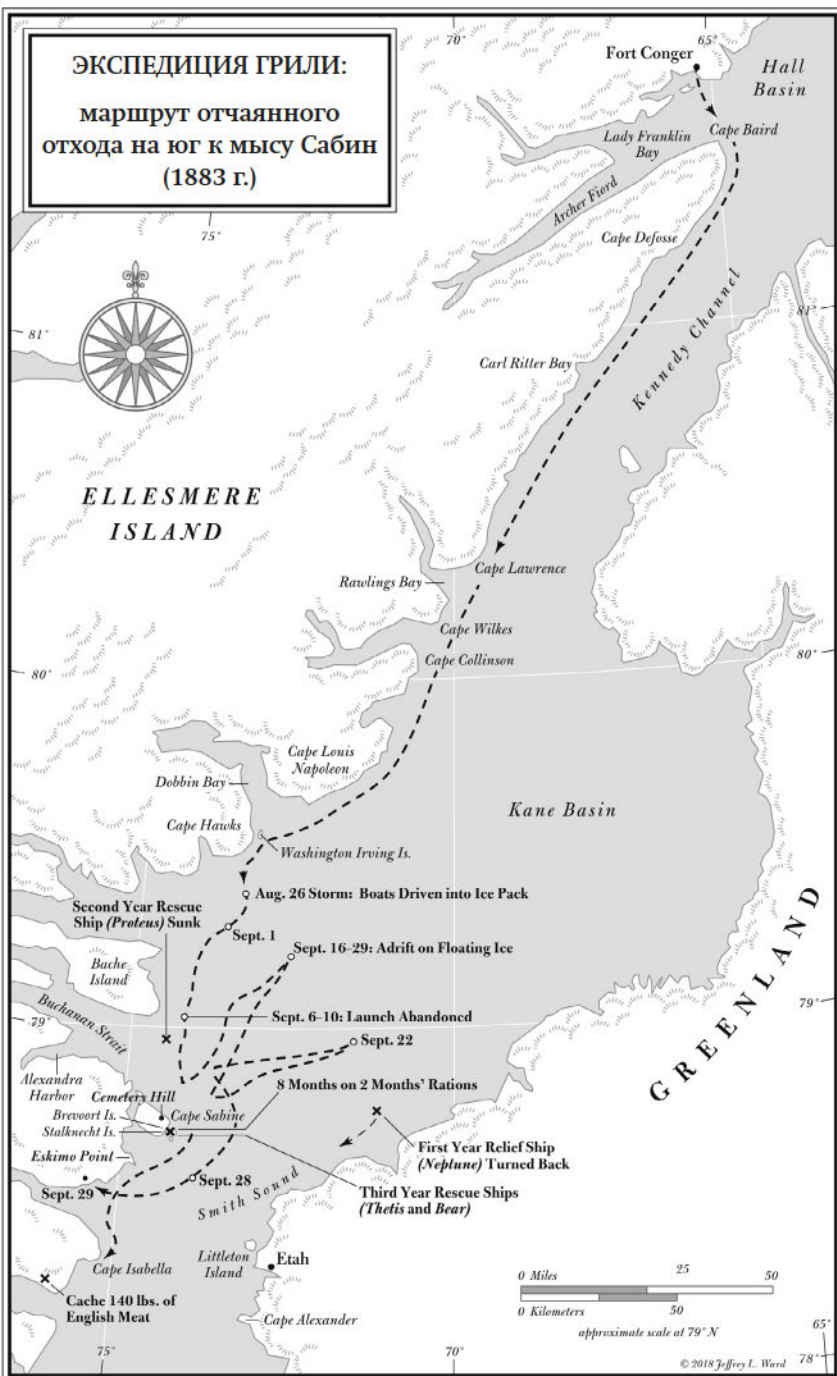 ЭКСПЕДИЦИЯ ГРИЛИ:
маршрут отчаянного
отхода на юг к мысу Сабин
(1883 г.)
70°
65°
Fort Conger
Hall
Basin
Cape Baird
Lady Franklin
Bay
Archer Fiord
75°
Cape Defosse
81°
81°
Kennedy Channel
Carl Ritter Bay
ELLESMERE
ISLAND
Cape Lawrence
Rawlings Bay
Cape Wilkes
Cape Collinson
80°
80°
Cape Louis
Napoleon
Dobbin Bay
Cape Hawks
Kane Basin
Washington Irving Is.
Aug. 26 Storm: Boats Driven into Ice Pack
Second Year Rescue
Ship (Proteus) Sunk
Sept. 1
Sept. 16–29: Adrift on Floating Ice
Bache
Island
GREENLAND
Buchanan Strait
79°
79°
Sept. 6–10: Launch Abandoned
Sept. 22
Alexandra
Harbor
Cemetery Hill
8 Months on 2 Months' Rations
Brevoort Is.
Cape Sabine
Stalknecht Is.
First Year Relief Ship
(Neptune) Turned Back
Eskimo Point
Sept. 28
Sept. 29
Smith Sound
Third Year Rescue Ships
(Thetis and Bear)
Littleton
Island
Etah
Cape Isabella
Cache 140 lbs. of
English Meat
Cape Alexander
0 Miles 25 50
0 Kilometers 50
approximate scale at 79° N
75°
70°
65°
78°
© 2018 Jeffrey L. Ward